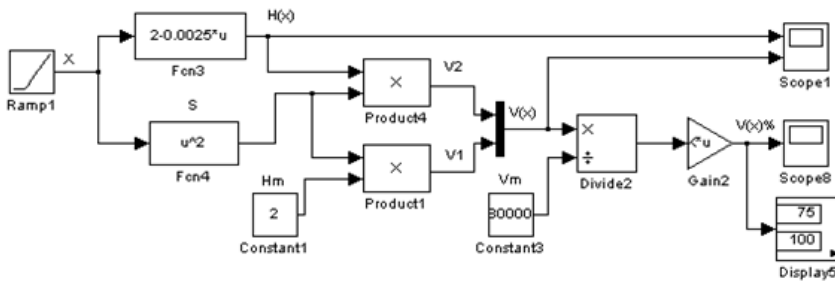 H(x)
2-0.0025*u
X
Fcn3
Ramp1
S
u^2
Fcn4
Hm
2
Constant1
×
V2
Product4
×
V1
Product1
V(x)
Vm
Constant3
×
÷
Divide2
u
Gain2
V(x)%
Scope1
Scope8
75
100
Display5